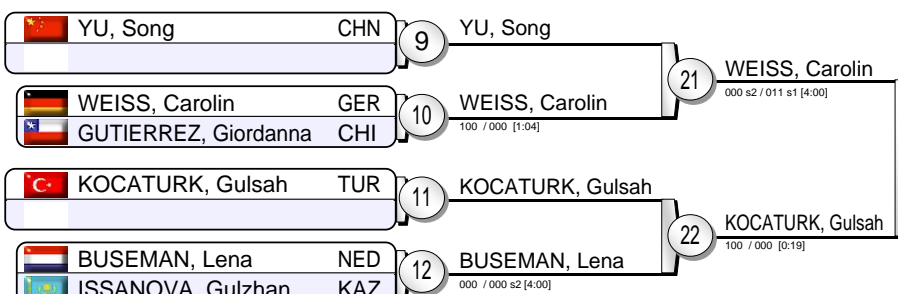 YU, Song CHN
9
YU, Song
WEISS, Carolin GER
GUTIERREZ, Giordanna CHI
10
WEISS, Carolin
100 / 000 [1:04]
21
WEISS, Carolin
000 s2 / 011 s1 [4:00]
KOCATURK, Gulsah TUR
11
KOCATURK, Gulsah
BUSEMAN, Lena NED
ISSANOVA, Gulzhan KAZ
12
BUSEMAN, Lena
000 / 000 s2 [4:00]
22
KOCATURK, Gulsah
100 / 000 [0:19]